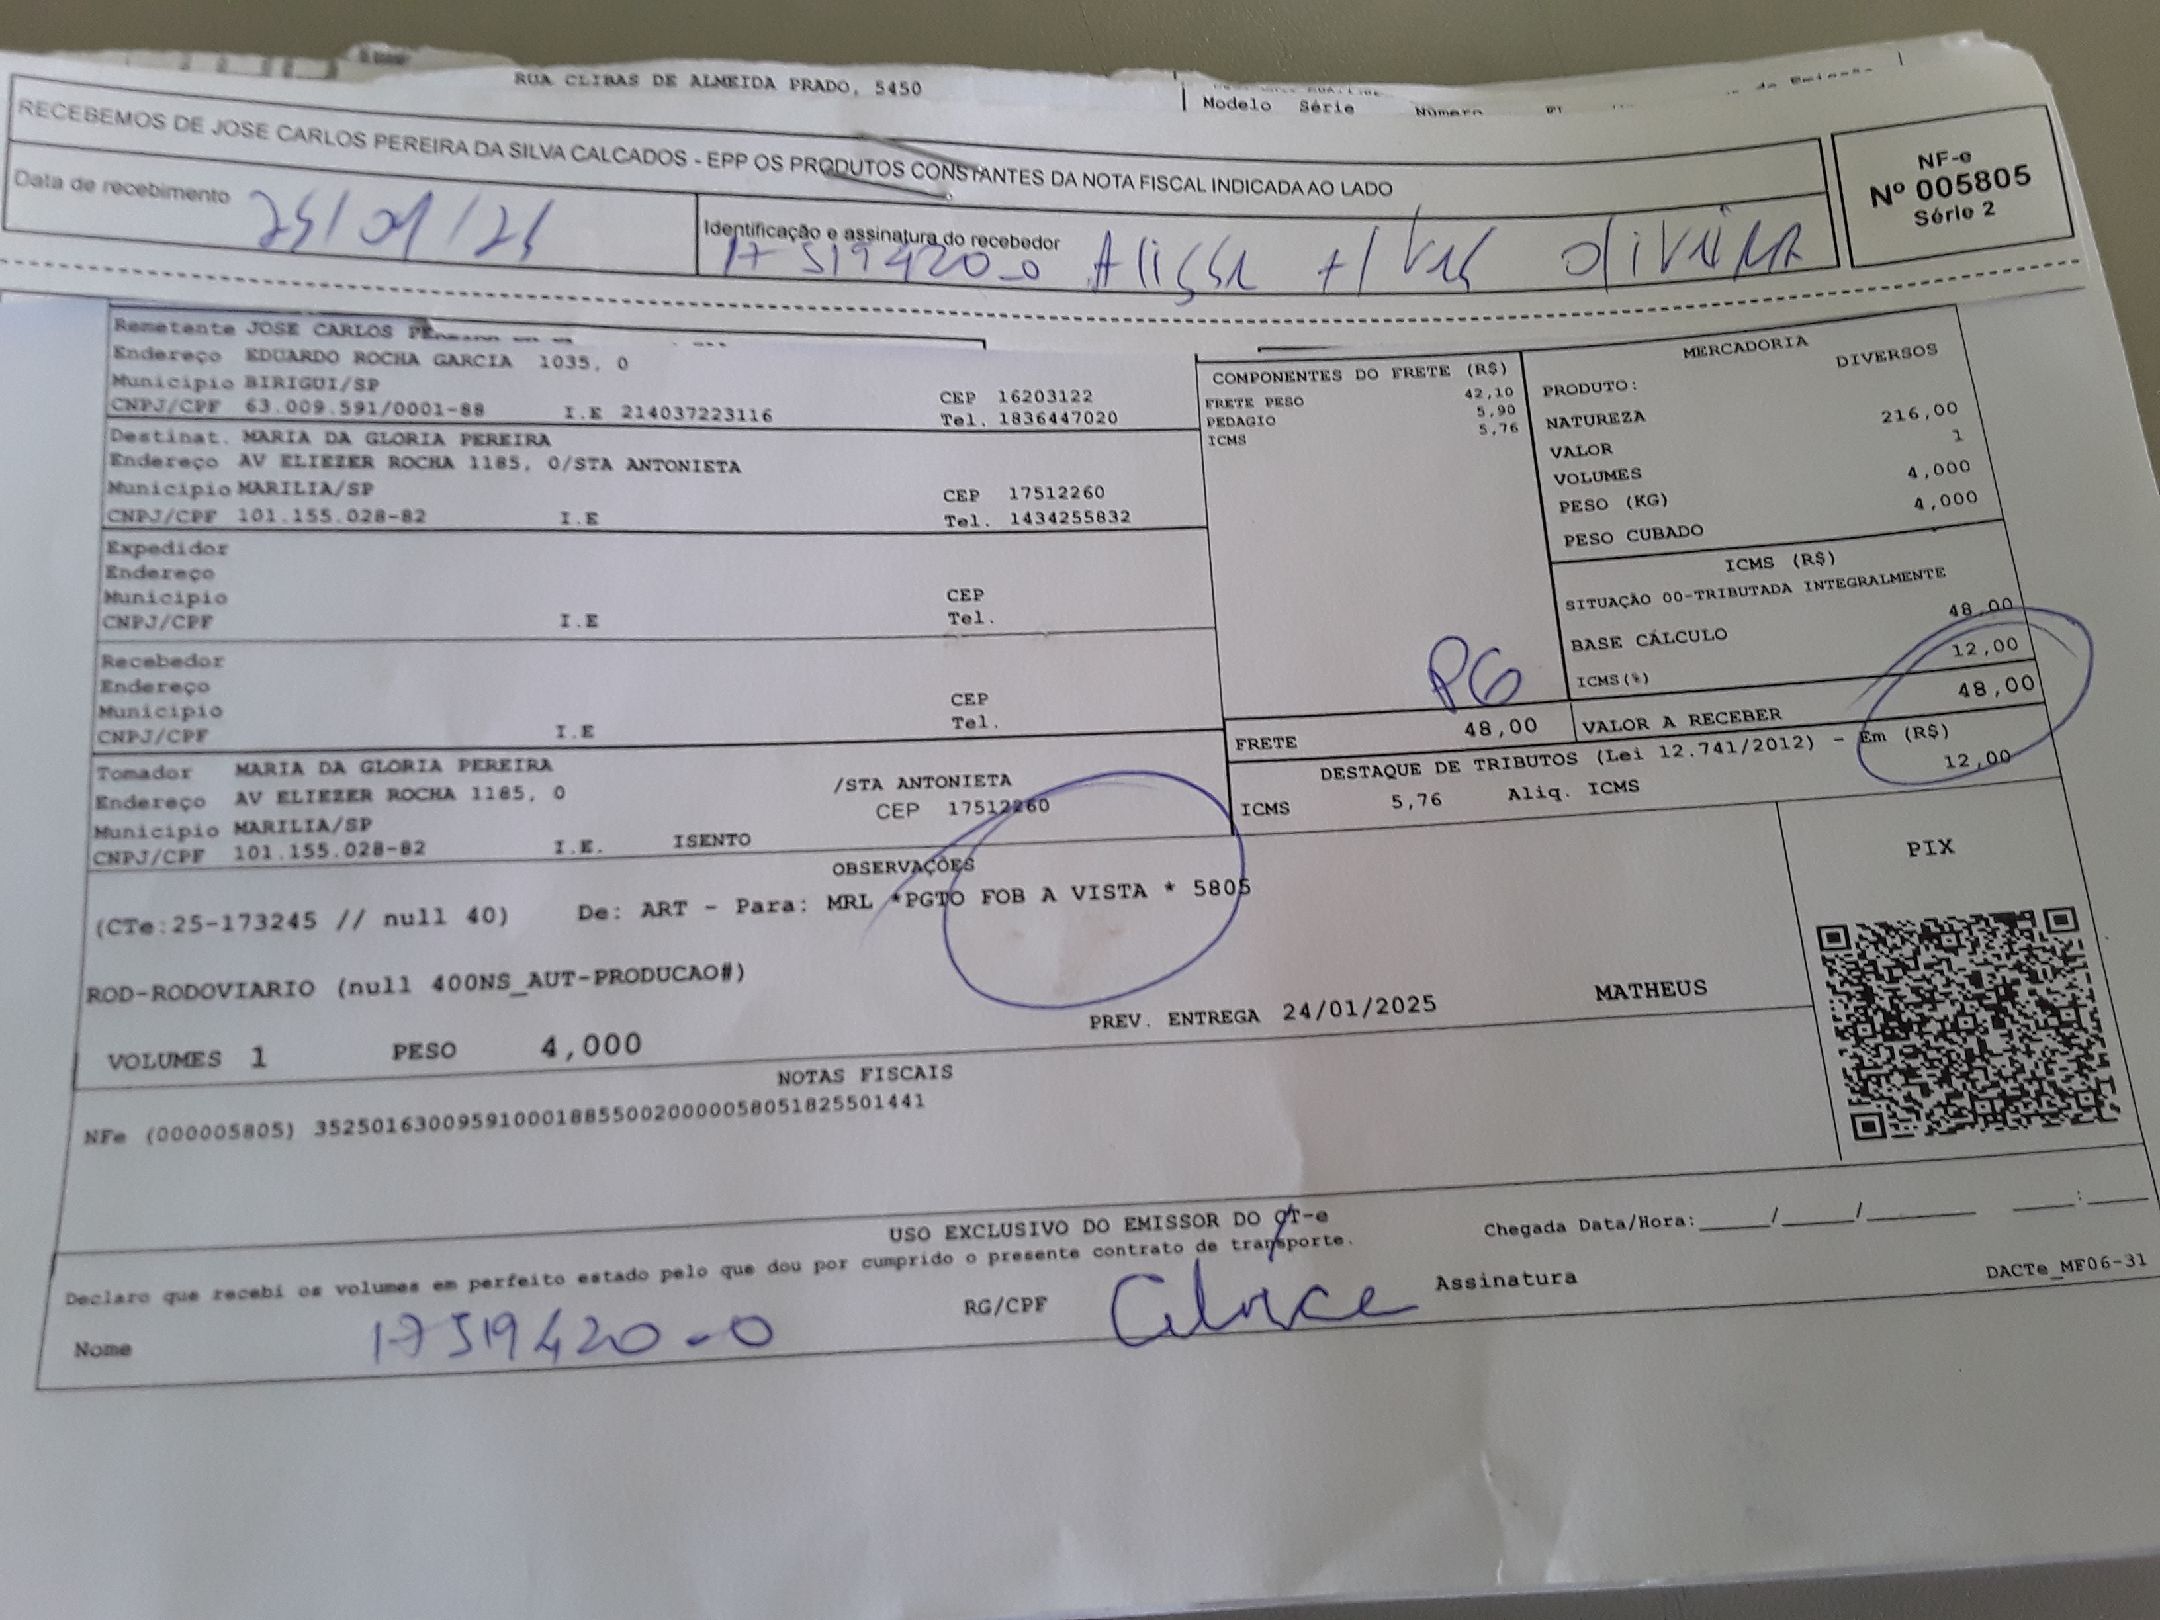 RUA CLIBAS DE ALMEIDA PRADO, 5450
Modelo Série Número
RECEBEMOS DE JOSE CARLOS PEREIRA DA SILVA CALCADOS - EPP OS PRODUTOS CONSTANTES DA NOTA FISCAL INDICADA AO LADO
NF-e
Nº 005805
Série 2
Data de recebimento
Identificação e assinatura do recebedor
17519420-0
Remetente JOSE CARLOS
Endereço EDUARDO ROCHA GARCIA 1035, 0
Município BIRIGUI/SP CEP 16203122
CNPJ/CPF 63.009.591/0001-88 I.E 214037223116 Tel. 1836447020
Destinat. MARIA DA GLORIA PEREIRA
Endereço AV ELIEZER ROCHA 1185, 0/STA ANTONIETA
Município MARILIA/SP CEP 17512260
CNPJ/CPF 101.155.028-82 I.E Tel. 1434255832
Expedidor
Endereço
Município CEP
CNPJ/CPF I.E Tel.
Recebedor
Endereço
Município CEP
CNPJ/CPF I.E Tel.
Tomador MARIA DA GLORIA PEREIRA
Endereço AV ELIEZER ROCHA 1185, 0 /STA ANTONIETA
Município MARILIA/SP CEP 17512260
CNPJ/CPF 101.155.028-82 I.E. ISENTO
COMPONENTES DO FRETE (R$)
FRETE PESO 42,10
PEDAGIO 5,90
ICMS 5,76
PG
FRETE 48,00
MERCADORIA
PRODUTO: DIVERSOS
NATUREZA
VALOR 216,00
VOLUMES 1
PESO (KG) 4,000
PESO CUBADO 4,000
ICMS (R$)
SITUAÇÃO 00-TRIBUTADA INTEGRALMENTE
BASE CÁLCULO 48,00
ICMS(%) 12,00
VALOR A RECEBER 48,00
DESTAQUE DE TRIBUTOS (Lei 12.741/2012) - Em (R$)
ICMS 5,76 Aliq. ICMS 12,00
OBSERVAÇÕES
(CTe:25-173245 // null 40) De: ART - Para: MRL *PGTO FOB A VISTA * 5805
ROD-RODOVIARIO (null 400NS_AUT-PRODUCAO#)
VOLUMES 1 PESO 4,000 PREV. ENTREGA 24/01/2025 MATHEUS
PIX
NOTAS FISCAIS
NFe (000005805) 35250163009591000188550020000058051825501441
USO EXCLUSIVO DO EMISSOR DO CT-e
Declaro que recebi os volumes em perfeito estado pelo que dou por cumprido o presente contrato de transporte.
Chegada Data/Hora:_____/_____/________ ____:____
Nome 17519420-0 RG/CPF Assinatura
DACTe_MF06-31